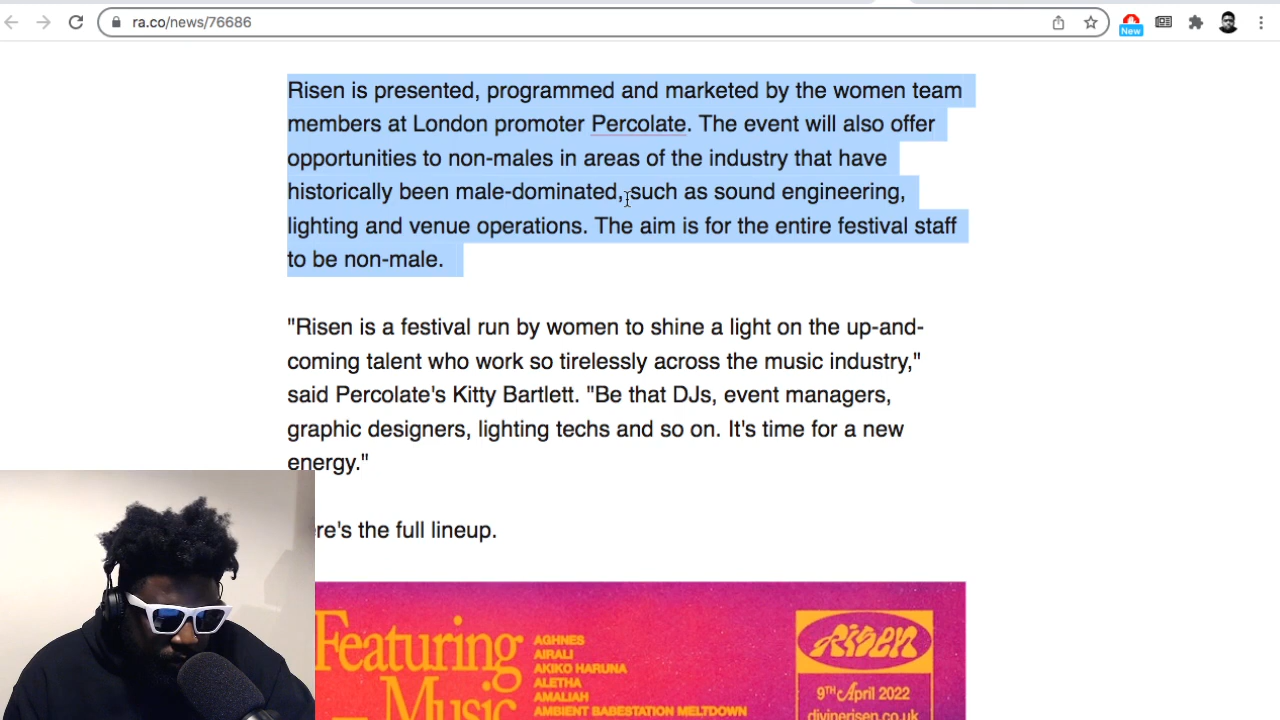 ra.co/news/76686
New
Risen is presented, programmed and marketed by the women team
members at London promoter Percolate. The event will also offer
opportunities to non-males in areas of the industry that have
historically been male-dominated, such as sound engineering,
lighting and venue operations. The aim is for the entire festival staff
to be non-male.
"Risen is a festival run by women to shine a light on the up-and-
coming talent who work so tirelessly across the music industry,"
said Percolate's Kitty Bartlett. "Be that DJs, event managers,
graphic designers, lighting techs and so on. It's time for a new
energy."
re's the full lineup.
Featuring
Music
AGHNES
AIRALI
AKIKO HARUNA
ALETHA
AMALIAH
AMBIENT BABESTATION MELTDOWN
RISEN
9TH April 2022
divinerisen.co.uk